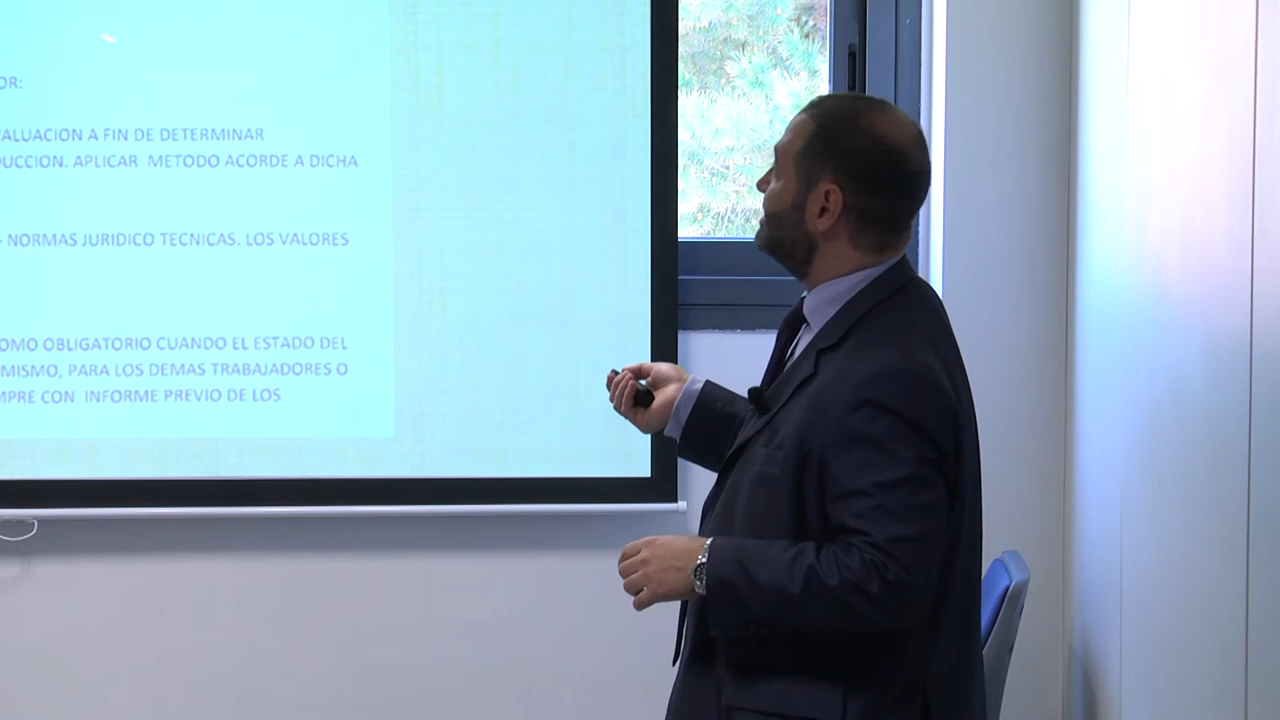 OR:
VALUACION A FIN DE DETERMINAR
DUCCION. APLICAR METODO ACORDE A DICHA
- NORMAS JURIDICO TECNICAS. LOS VALORES
OMO OBLIGATORIO CUANDO EL ESTADO DEL
MISMO, PARA LOS DEMAS TRABAJADORES O
MPRE CON INFORME PREVIO DE LOS